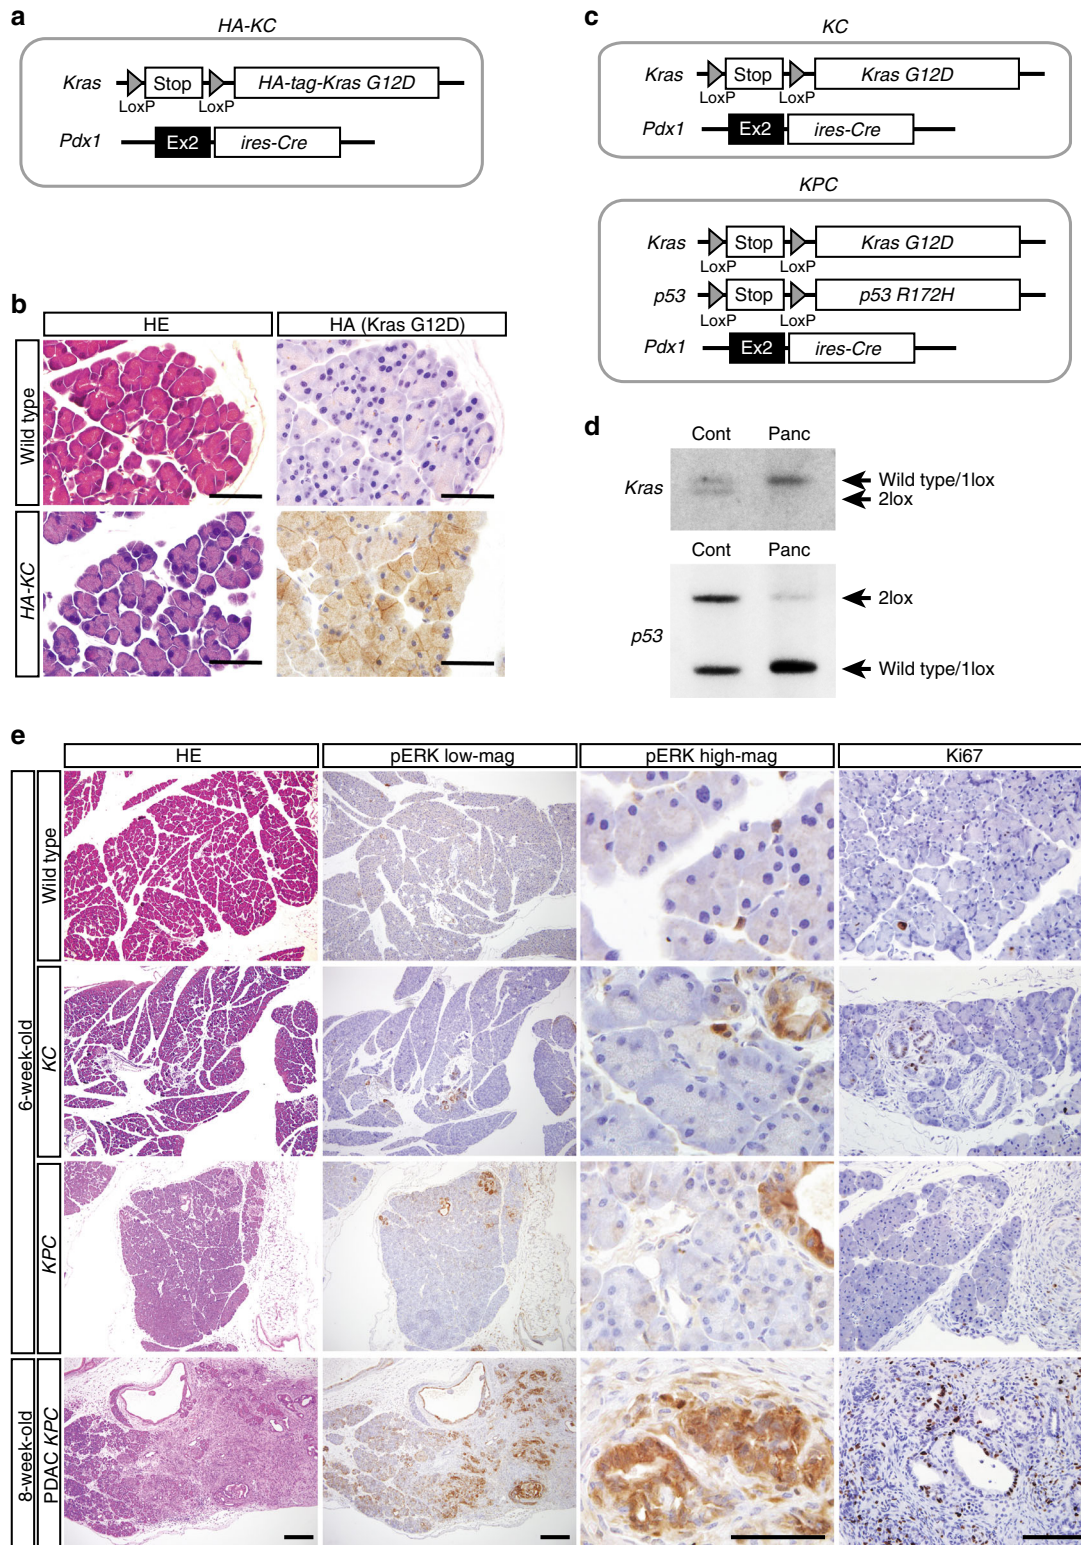 a
HA-KC
Kras
Stop
HA-tag-Kras G12D
LoxP
LoxP
Pdx1
Ex2
ires-Cre
b
HE
HA (Kras G12D)
Wild type
HA-KC
c
KC
Kras
Stop
Kras G12D
LoxP
LoxP
Pdx1
Ex2
ires-Cre
KPC
Kras
Stop
Kras G12D
LoxP
LoxP
p53
Stop
p53 R172H
LoxP
LoxP
Pdx1
Ex2
ires-Cre
d
Cont
Panc
Kras
Wild type/1lox
2lox
Cont
Panc
2lox
p53
Wild type/1lox
e
HE
pERK low-mag
pERK high-mag
Ki67
Wild type
6-week-old
KC
KPC
8-week-old
PDAC KPC